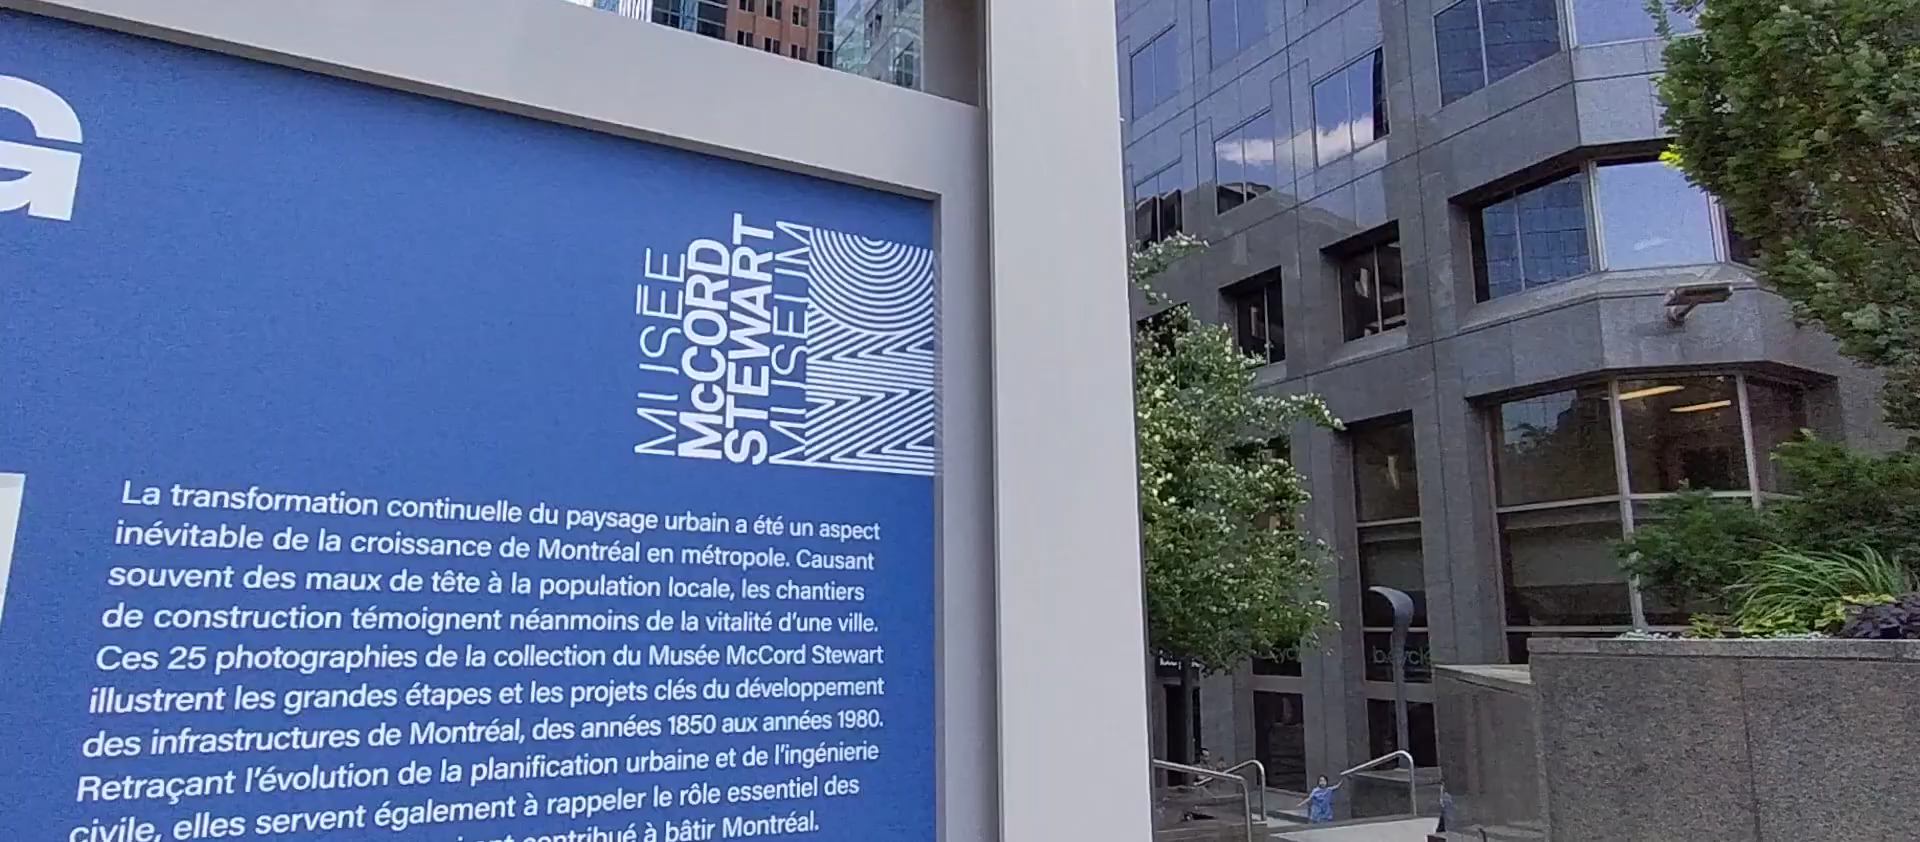 G
MUSÉE
McCORD
STEWART
MUSEUM
La transformation continuelle du paysage urbain a été un aspect
inévitable de la croissance de Montréal en métropole. Causant
souvent des maux de tête à la population locale, les chantiers
de construction témoignent néanmoins de la vitalité d'une ville.
Ces 25 photographies de la collection du Musée McCord Stewart
illustrent les grandes étapes et les projets clés du développement
des infrastructures de Montréal, des années 1850 aux années 1980.
Retraçant l'évolution de la planification urbaine et de l'ingénierie
civile, elles servent également à rappeler le rôle essentiel des
contribué à bâtir Montréal.
b.cycle